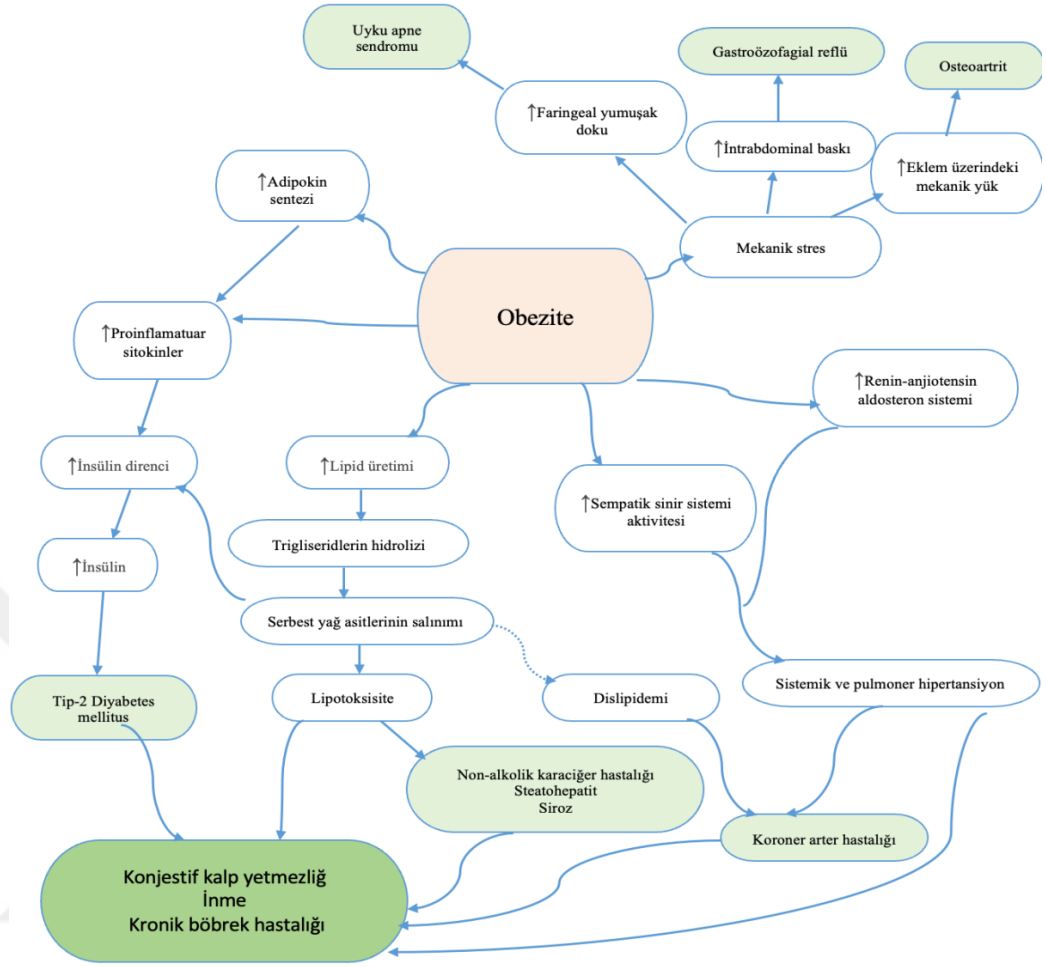 Uyku apne
sendromu
Gastroözofagial reflü
Osteoartrit
↑Faringeal yumuşak
doku
↑İntrabdominal baskı
↑Eklem üzerindeki
mekanik yük
↑Adipokin
sentezi
Mekanik stres
Obezite
↑Proinflamatuar
sitokinler
↑Renin-anjiotensin
aldosteron sistemi
↑İnsülin direnci
↑Lipid üretimi
↑Sempatik sinir sistemi
aktivitesi
Trigliseridlerin hidrolizi
↑İnsülin
Serbest yağ asitlerinin salınımı
Tip-2 Diyabetes
mellitus
Lipotoksisite
Dislipidemi
Sistemik ve pulmoner hipertansiyon
Non-alkolik karaciğer hastalığı
Steatohepatit
Siroz
Koroner arter hastalığı
Konjestif kalp yetmezliğ
İnme
Kronik böbrek hastalığı